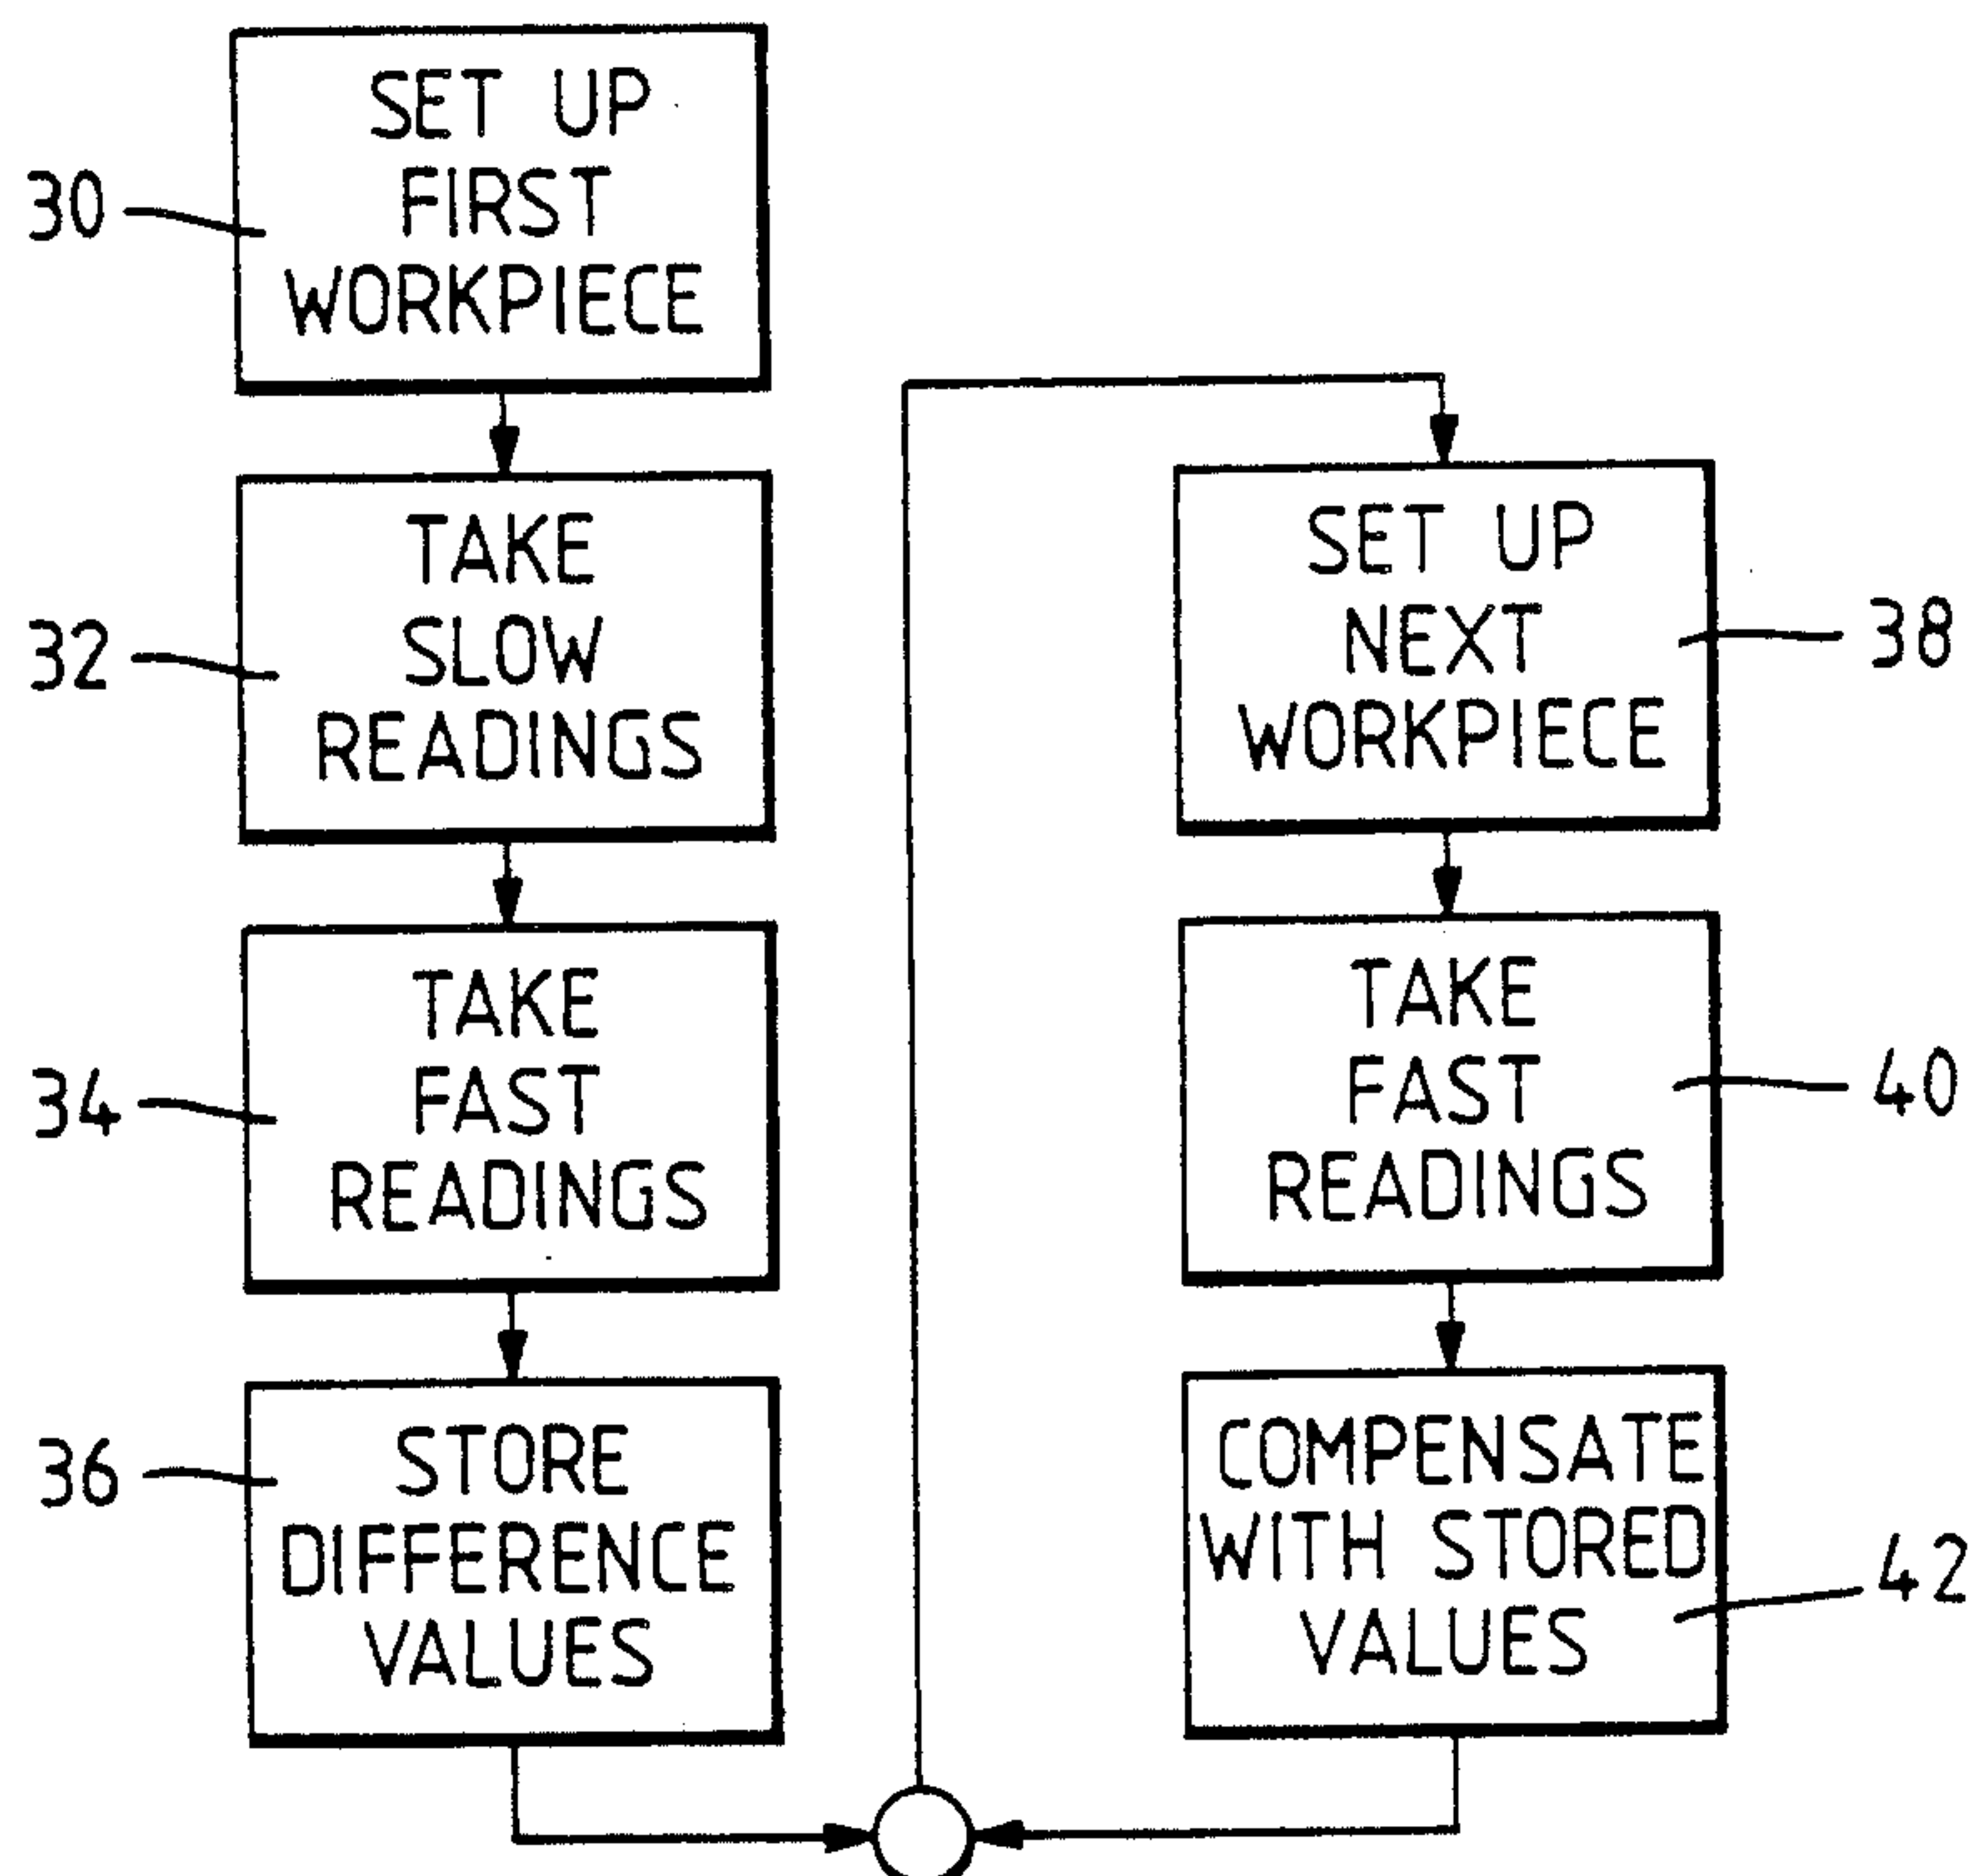 30
SET UP
FIRST
WORKPIECE
32
TAKE
SLOW
READINGS
34
TAKE
FAST
READINGS
36
STORE
DIFFERENCE
VALUES
SET UP
NEXT
WORKPIECE
38
TAKE
FAST
READINGS
40
COMPENSATE
WITH STORED
VALUES
42